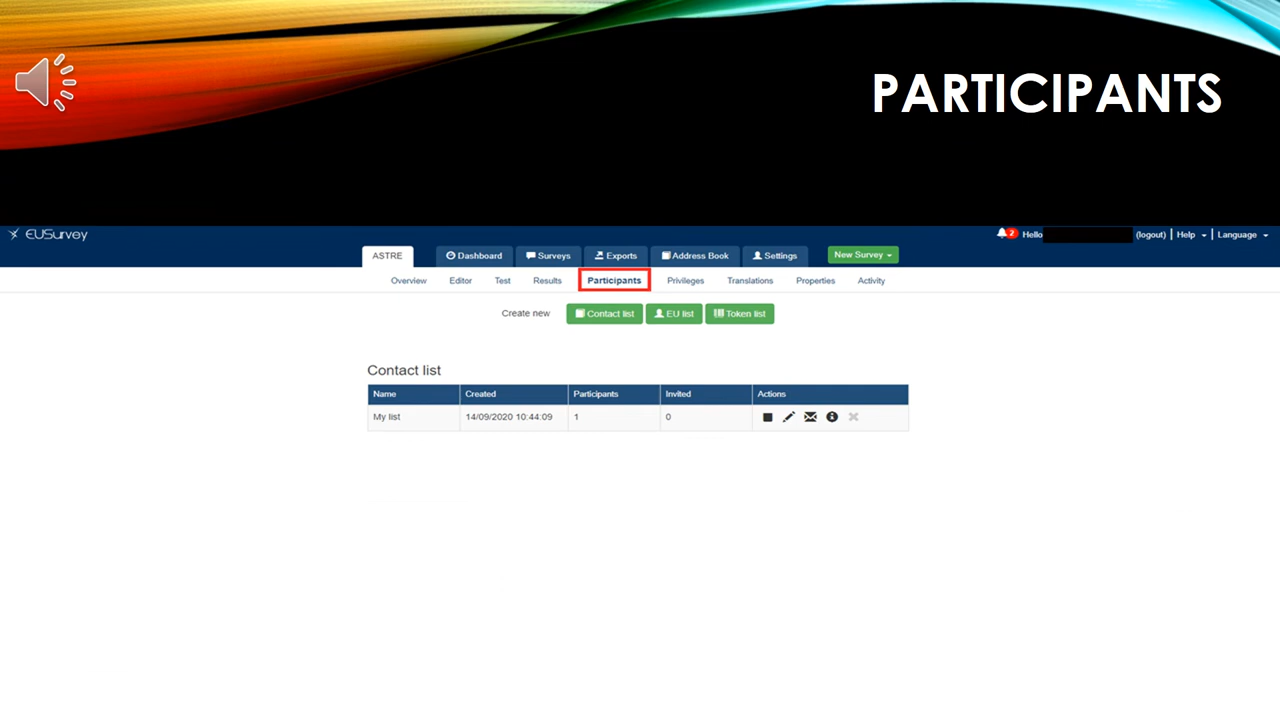 PARTICIPANTS
EUSurvey
2 Hello (logout) | Help | Language
ASTRE Dashboard Surveys Exports Address Book Settings New Survey
Overview Editor Test Results Participants Privileges Translations Properties Activity
Create new Contact list EU list Token list
Contact list
Name Created Participants Invited Actions
My list 14/09/2020 10:44:09 1 0